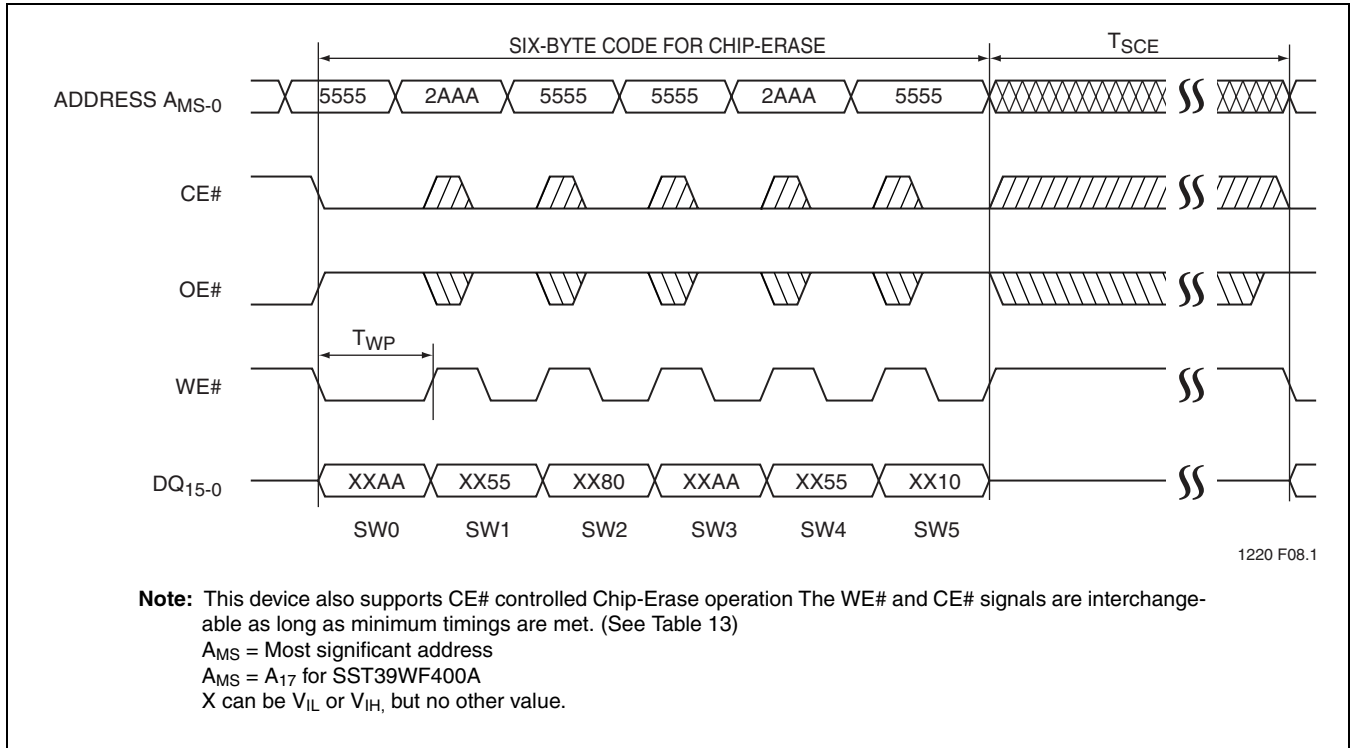 SIX-BYTE CODE FOR CHIP-ERASE TSCE
ADDRESS AMS-0 5555 2AAA 5555 5555 2AAA 5555
CE#
OE#
TWP
WE#
DQ15-0 XXAA XX55 XX80 XXAA XX55 XX10
SW0 SW1 SW2 SW3 SW4 SW5
1220 F08.1
Note: This device also supports CE# controlled Chip-Erase operation The WE# and CE# signals are interchange-
able as long as minimum timings are met. (See Table 13)
AMS = Most significant address
AMS = A17 for SST39WF400A
X can be VIL or VIH, but no other value.